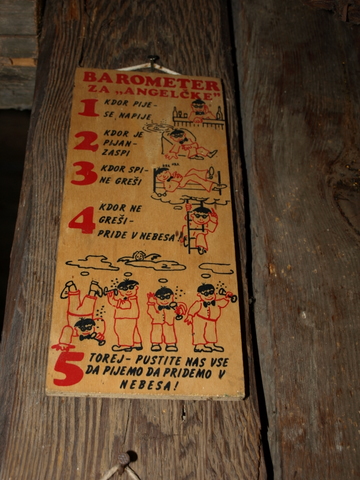 BAROMETER
ZA „ANGELČKE"
1 KDOR PIJE-
SE NAPIJE
2 KDOR JE
PIJAN-
ZASPI
3 KDOR SPI-
NE GREŠI
4 KDOR NE
GREŠI-
PRIDE V NEBESA!
5 TOREJ- PUSTITE NAS VSE
DA PIJEMO DA PRIDEMO V
NEBESA!